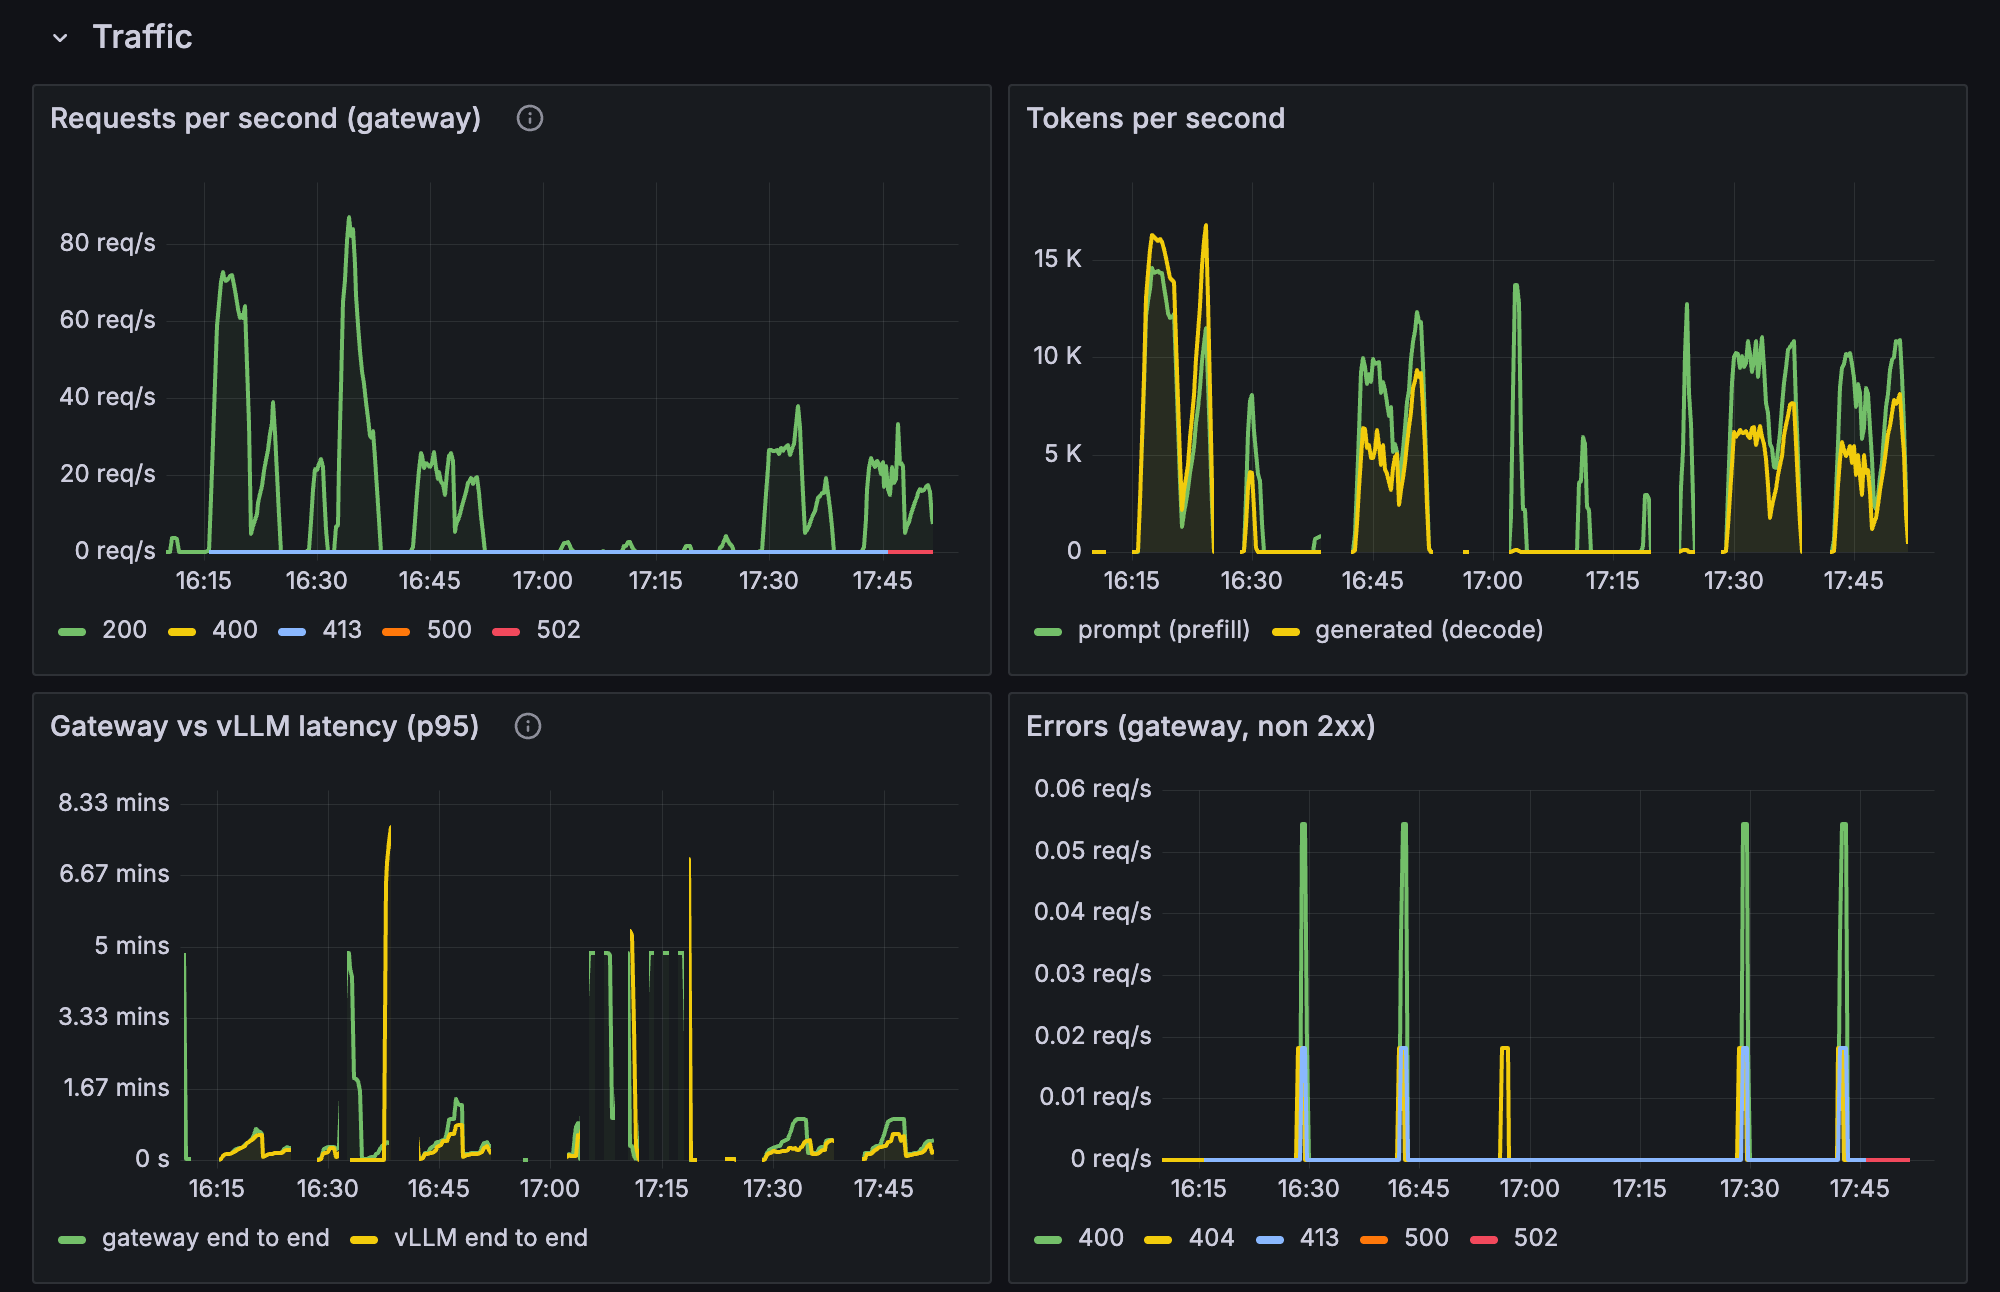 Traffic
Requests per second (gateway)
80 req/s
60 req/s
40 req/s
20 req/s
0 req/s
16:15 16:30 16:45 17:00 17:15 17:30 17:45
200 400 413 500 502
Tokens per second
15 K
10 K
5 K
0
16:15 16:30 16:45 17:00 17:15 17:30 17:45
prompt (prefill) generated (decode)
Gateway vs vLLM latency (p95)
8.33 mins
6.67 mins
5 mins
3.33 mins
1.67 mins
0 s
16:15 16:30 16:45 17:00 17:15 17:30 17:45
gateway end to end vLLM end to end
Errors (gateway, non 2xx)
0.06 req/s
0.05 req/s
0.04 req/s
0.03 req/s
0.02 req/s
0.01 req/s
0 req/s
16:15 16:30 16:45 17:00 17:15 17:30 17:45
400 404 413 500 502